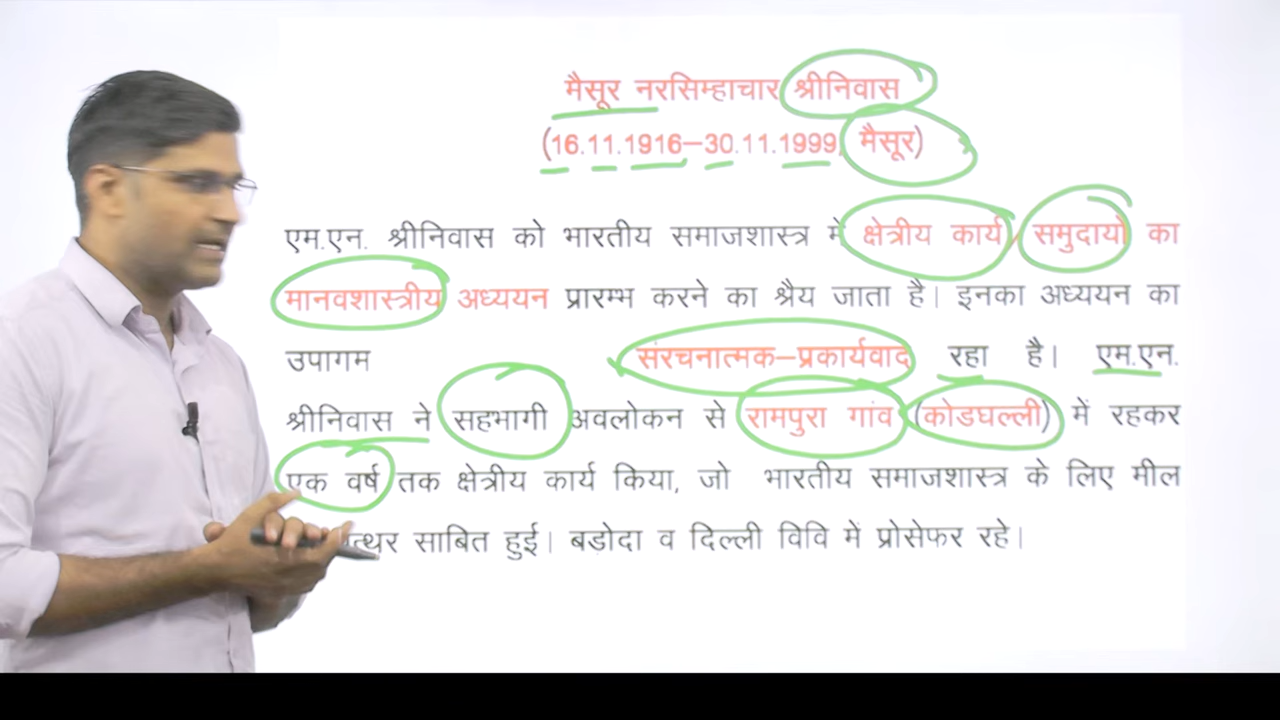 मैसूर नरसिम्हाचार श्रीनिवास
(16.11.1916–30.11.1999, मैसूर)
एम.एन. श्रीनिवास को भारतीय समाजशास्त्र में क्षेत्रीय कार्य, समुदायों का
मानवशास्त्रीय अध्ययन प्रारम्भ करने का श्रैय जाता है। इनका अध्ययन का
उपागम संरचनात्मक–प्रकार्यवाद रहा है। एम.एन.
श्रीनिवास ने सहभागी अवलोकन से रामपुरा गांव (कोडघल्ली) में रहकर
एक वर्ष तक क्षेत्रीय कार्य किया, जो भारतीय समाजशास्त्र के लिए मील
साबित हुई। बड़ोदा व दिल्ली विवि में प्रोसेफर रहे।